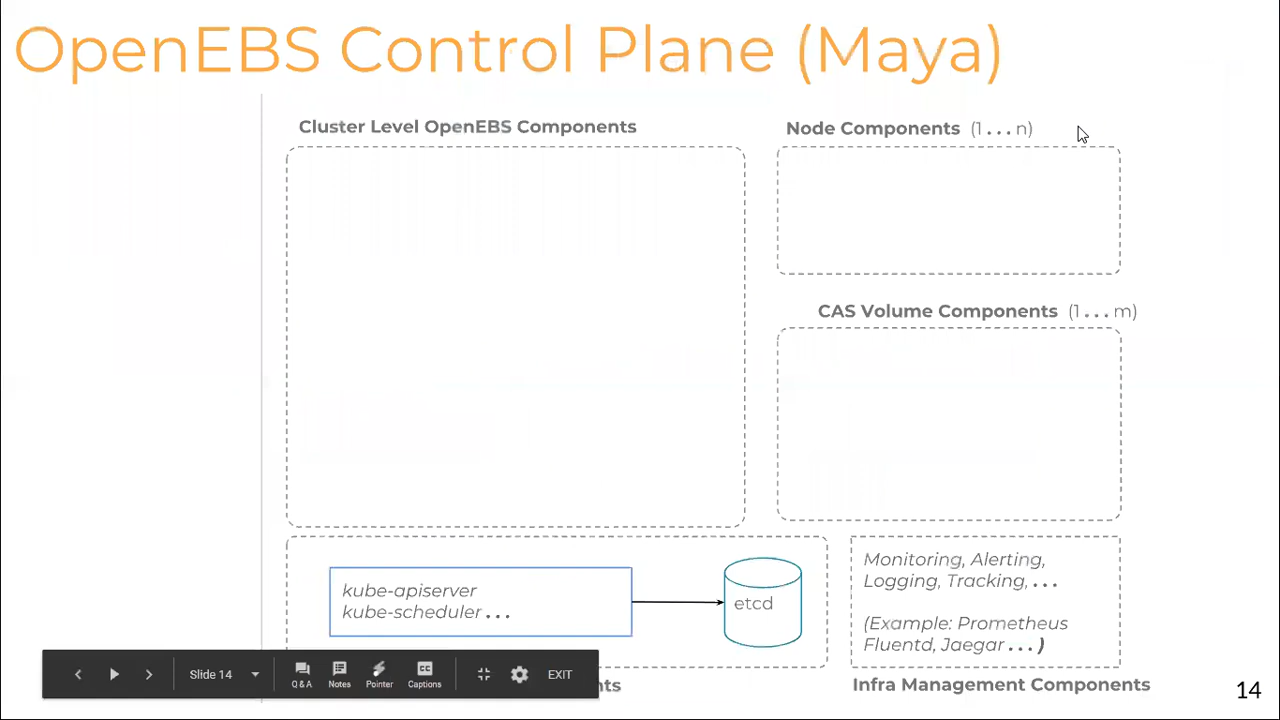 OpenEBS Control Plane (Maya)
Cluster Level OpenEBS Components
Node Components (1 . . . n)
CAS Volume Components (1 . . . m)
kube-apiserver
kube-scheduler . . .
etcd
Monitoring, Alerting,
Logging, Tracking, . . .
(Example: Prometheus
Fluentd, Jaegar . . . )
Slide 14
Q & A
Notes
Pointer
CC
Captions
EXIT
Infra Management Components
14